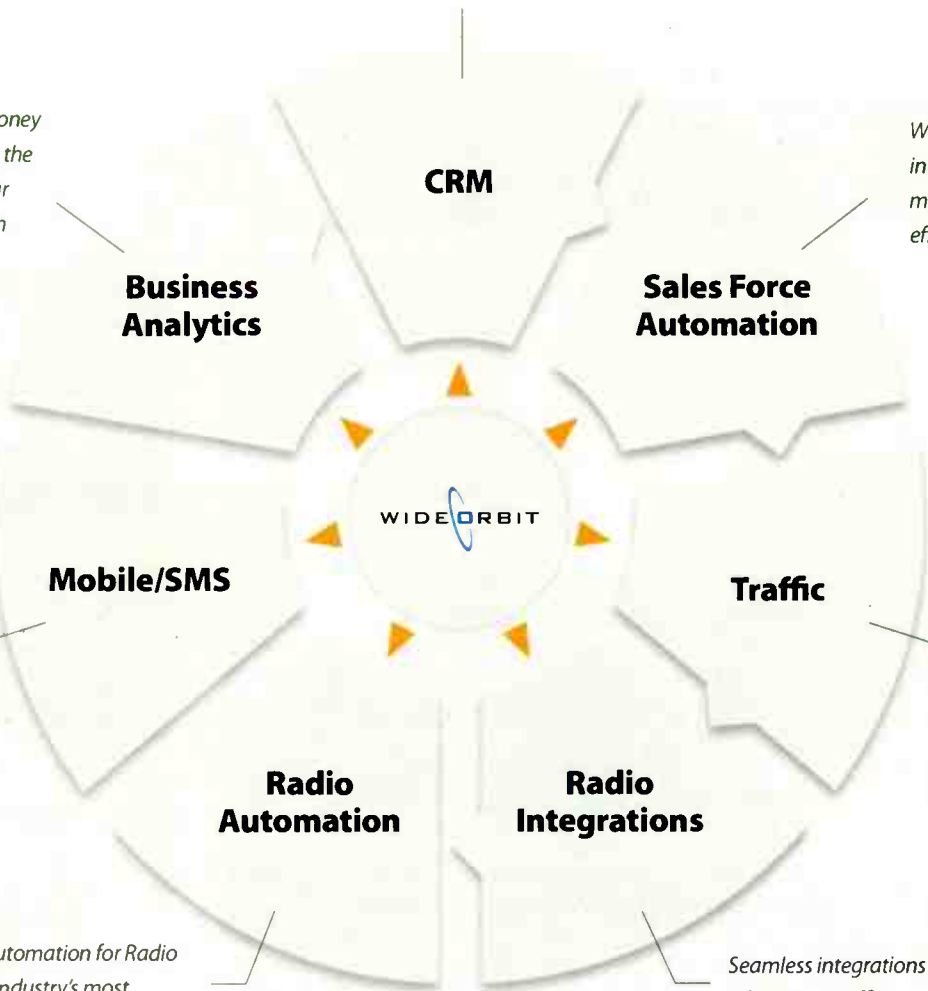 CRM
oney
the
Business
Analytics
in
Sales Force
Automation
WIDEORBIT
Mobile/SMS
Traffic
Radio
Automation
Radio
Integrations
utomation for Radio
ndustry's most
Seamless integrations